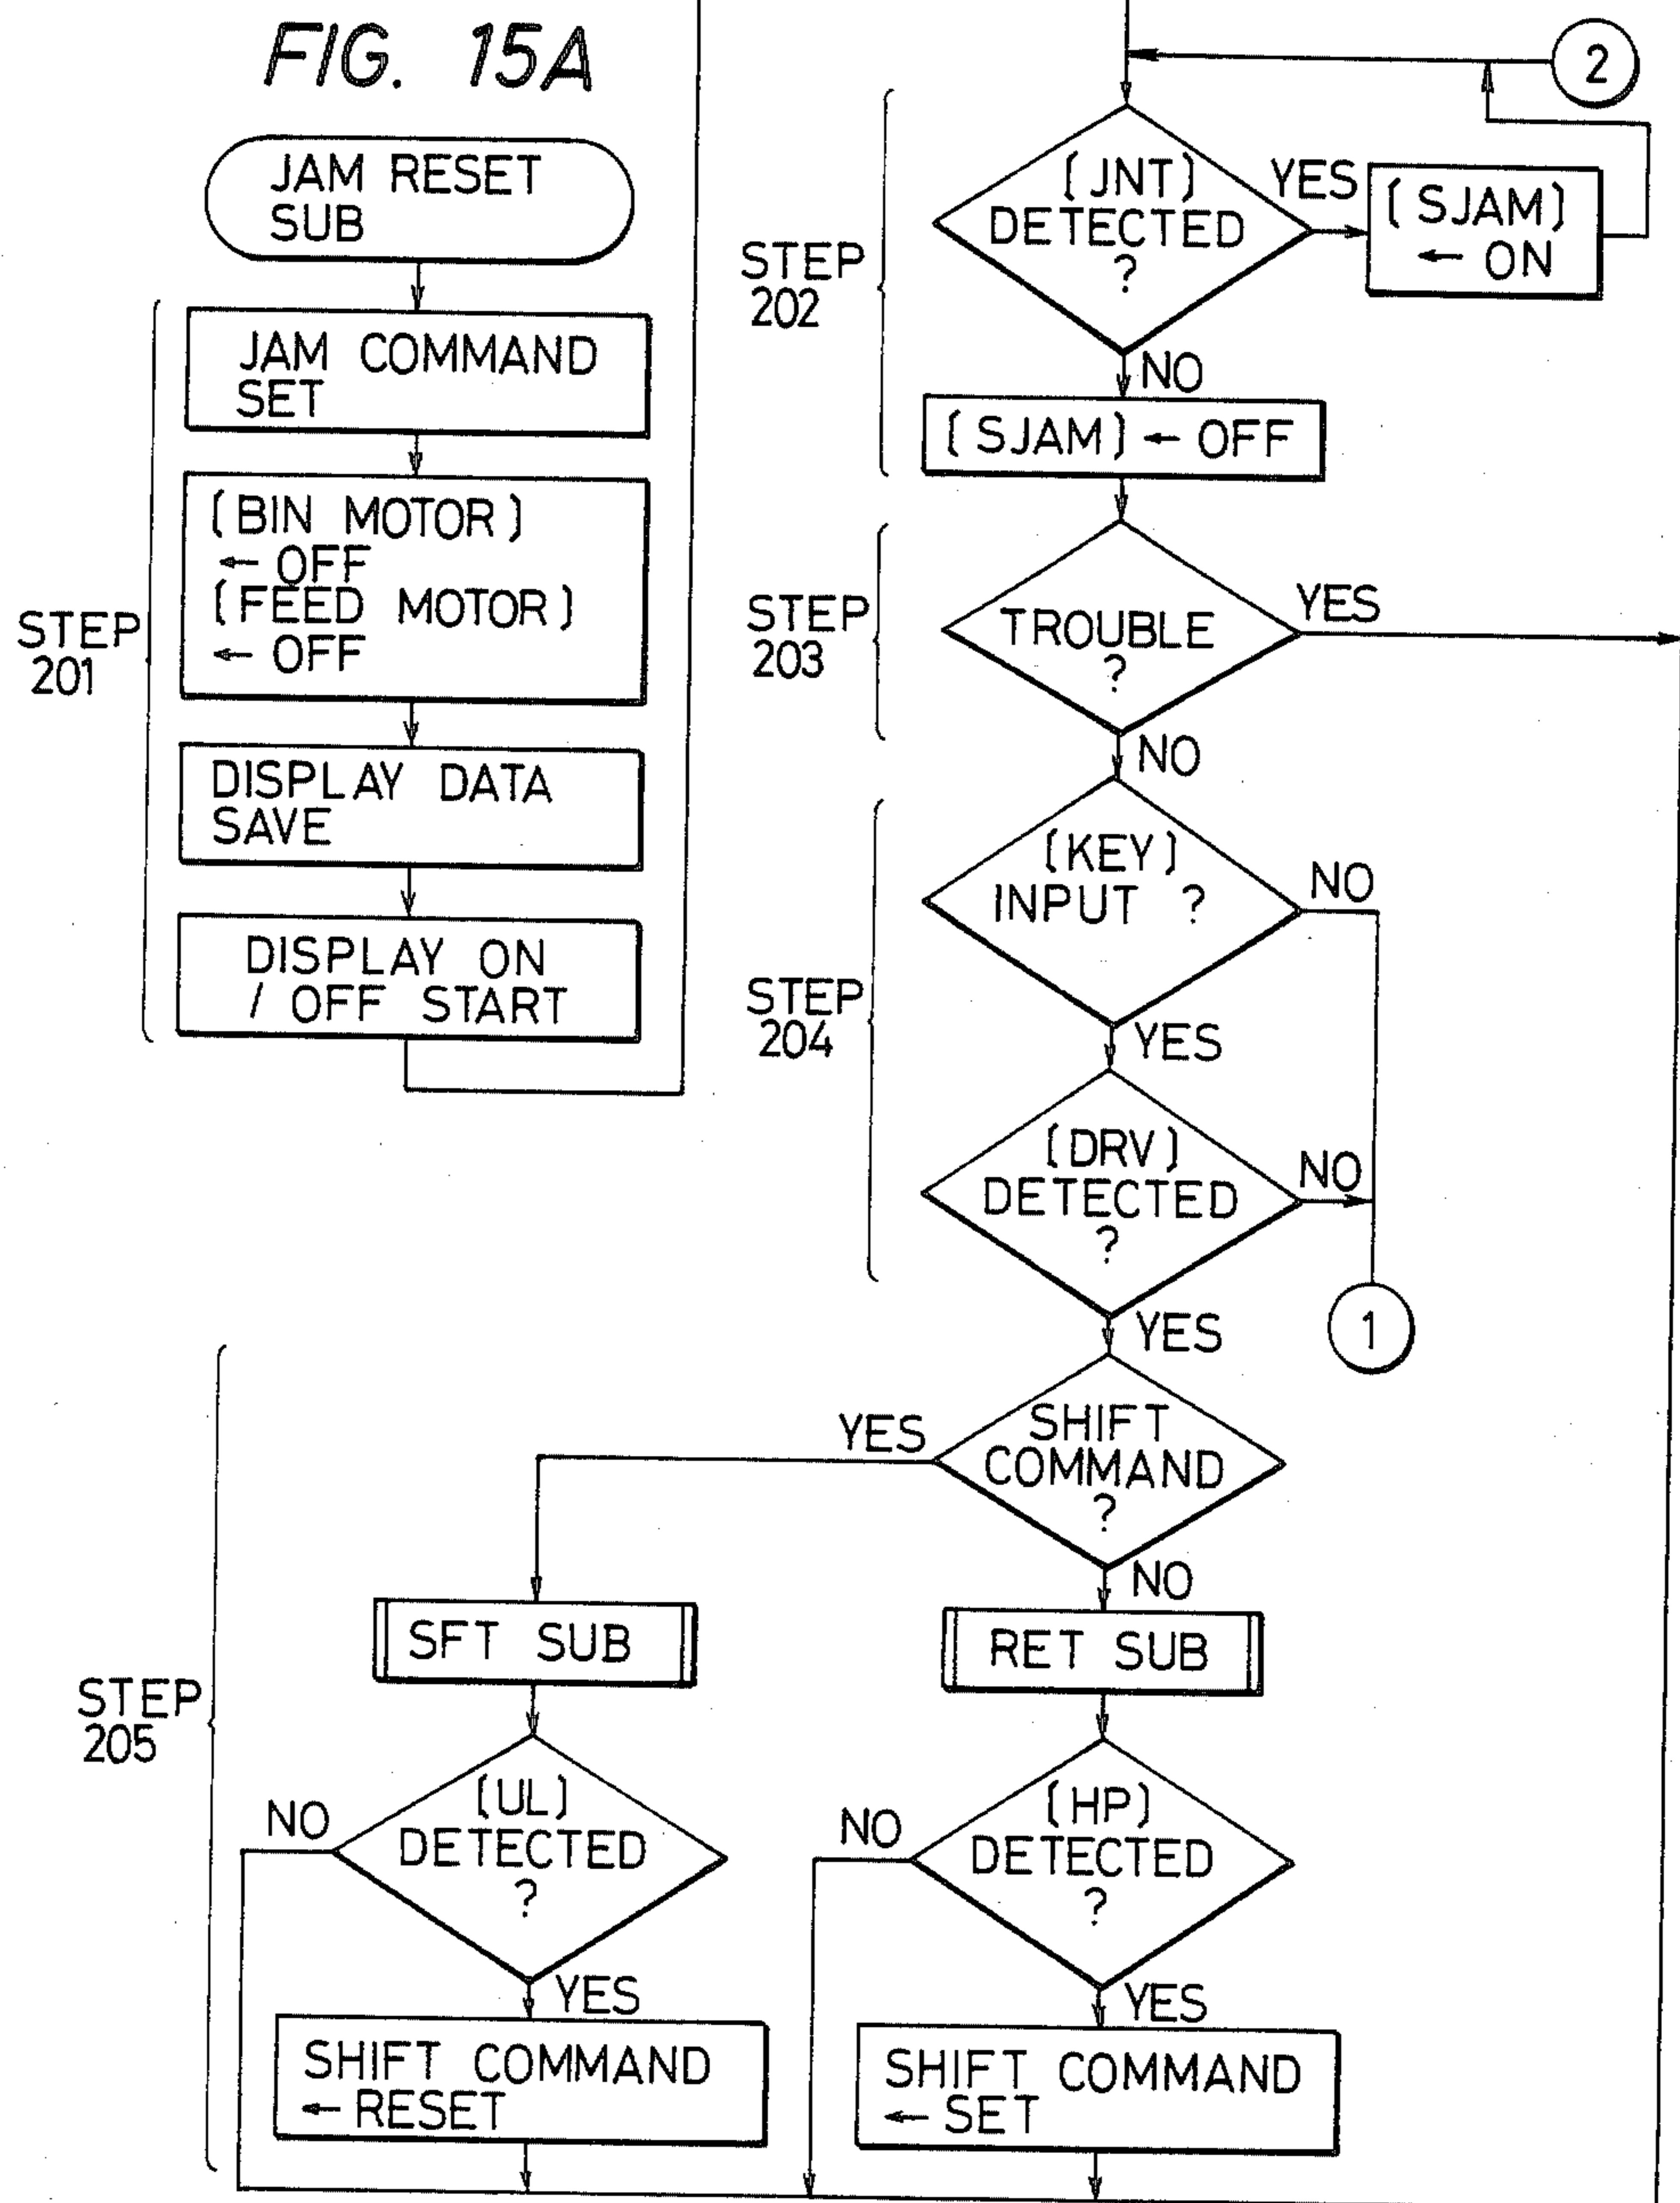 FIG. 15A
JAM RESET
SUB
STEP
201
JAM COMMAND
SET
[BIN MOTOR]
← OFF
[FEED MOTOR]
← OFF
DISPLAY DATA
SAVE
DISPLAY ON
/ OFF START
2
STEP
202
[JNT]
DETECTED
?
YES
[SJAM]
← ON
NO
[SJAM] ← OFF
STEP
203
TROUBLE
?
YES
NO
STEP
204
[KEY]
INPUT ?
NO
YES
[DRV]
DETECTED
?
NO
1
YES
STEP
205
SHIFT
COMMAND
?
YES
NO
SFT SUB
RET SUB
[UL]
DETECTED
?
NO
YES
SHIFT COMMAND
← RESET
[HP]
DETECTED
?
NO
YES
SHIFT COMMAND
← SET